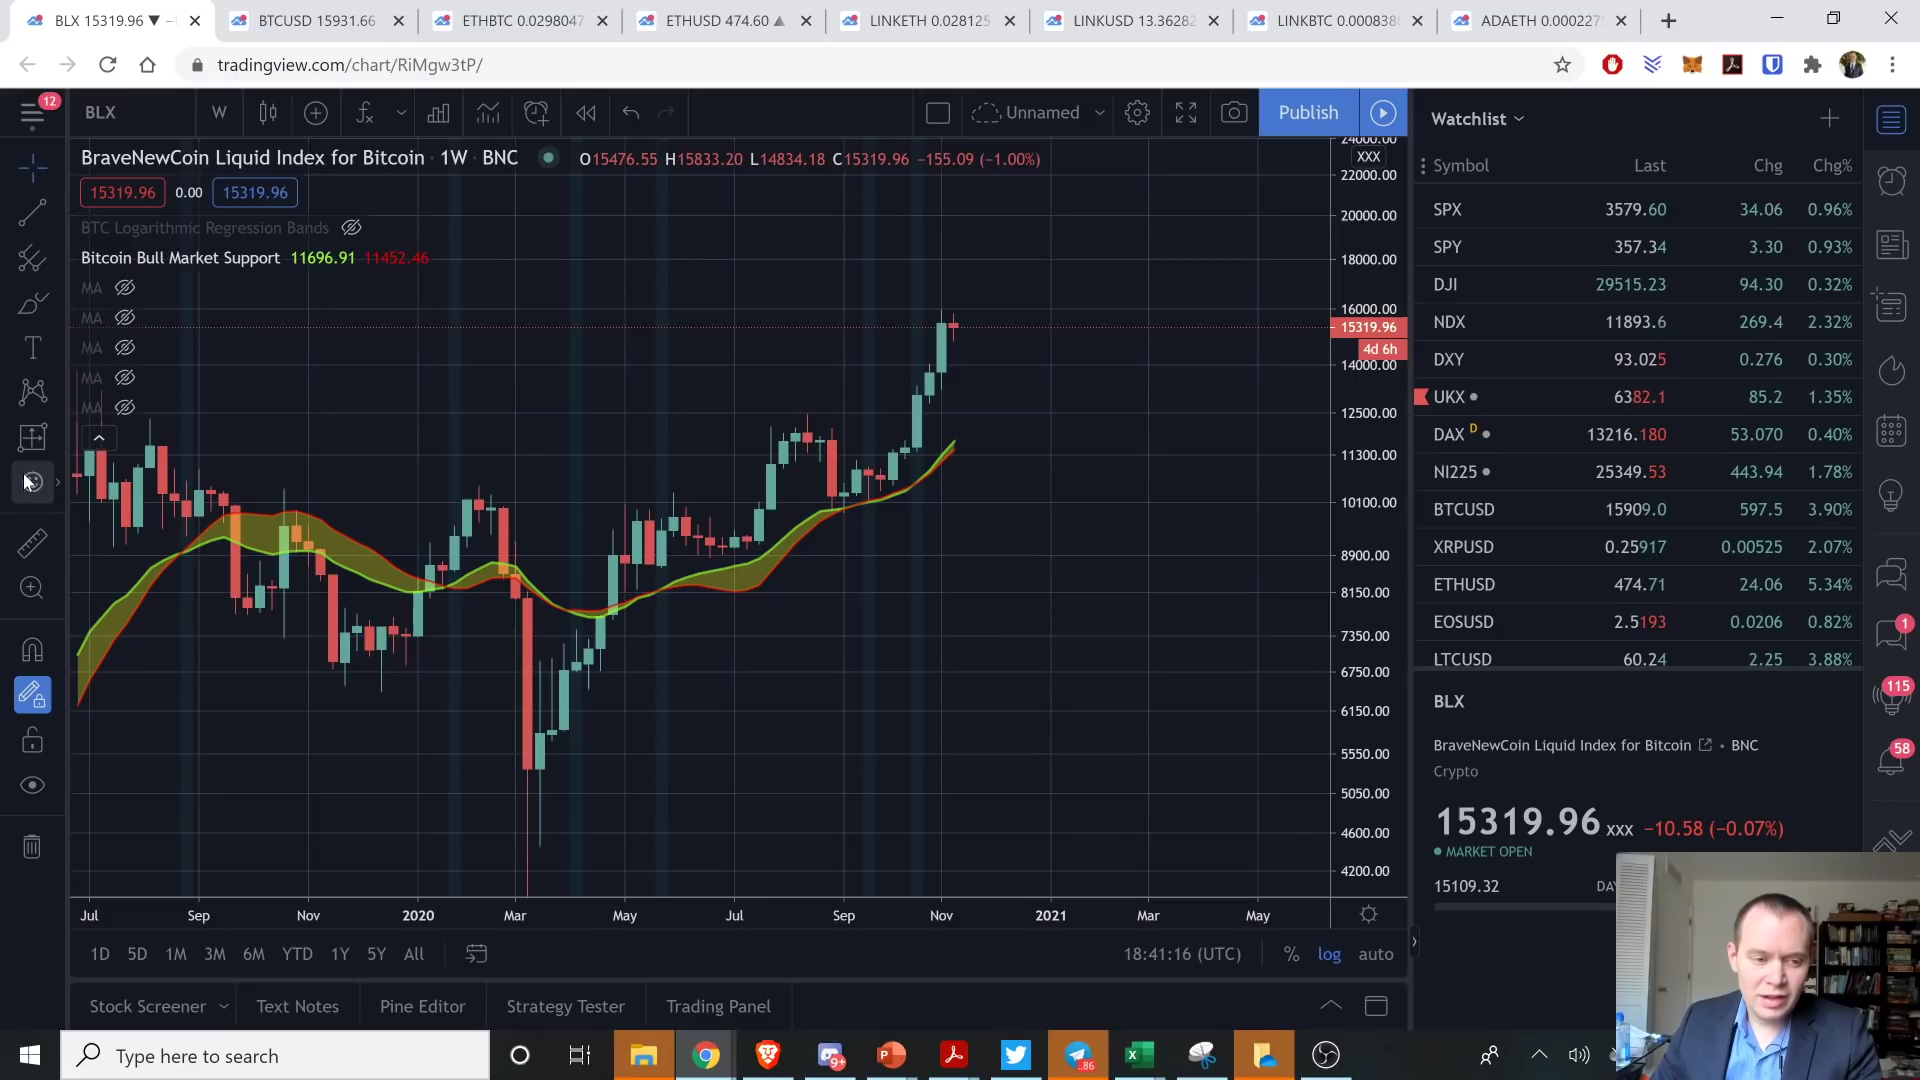 BLX 15319.96 ▼ −
BTCUSD 15931.66
ETHBTC 0.0298047
ETHUSD 474.60 ▲
LINKETH 0.028125
LINKUSD 13.36282
LINKBTC 0.000838
ADAETH 0.000227
tradingview.com/chart/RiMgw3tP/
12
BLX
W
Unnamed
Publish
BraveNewCoin Liquid Index for Bitcoin · 1W · BNC
O15476.55 H15833.20 L14834.18 C15319.96 −155.09 (−1.00%)
15319.96 0.00 15319.96
BTC Logarithmic Regression Bands
Bitcoin Bull Market Support 11696.91 11452.46
MA
MA
MA
MA
MA
24000.00
XXX
22000.00
20000.00
18000.00
16000.00
15319.96
4d 6h
14000.00
12500.00
11300.00
10100.00
8900.00
8150.00
7350.00
6750.00
6150.00
5550.00
5050.00
4600.00
4200.00
Jul Sep Nov 2020 Mar May Jul Sep Nov 2021 Mar May
1D 5D 1M 3M 6M YTD 1Y 5Y All
18:41:16 (UTC) % log auto
Stock Screener Text Notes Pine Editor Strategy Tester Trading Panel
Watchlist
Symbol Last Chg Chg%
SPX 3579.60 34.06 0.96%
SPY 357.34 3.30 0.93%
DJI 29515.23 94.30 0.32%
NDX 11893.6 269.4 2.32%
DXY 93.025 0.276 0.30%
UKX 6382.1 85.2 1.35%
DAX D 13216.180 53.070 0.40%
NI225 25349.53 443.94 1.78%
BTCUSD 15909.0 597.5 3.90%
XRPUSD 0.25917 0.00525 2.07%
ETHUSD 474.71 24.06 5.34%
EOSUSD 2.5193 0.0206 0.82%
LTCUSD 60.24 2.25 3.88%
BLX
BraveNewCoin Liquid Index for Bitcoin · BNC
Crypto
15319.96 XXX −10.58 (−0.07%)
MARKET OPEN
15109.32 DAY
1
115
58
Type here to search
9+
..86